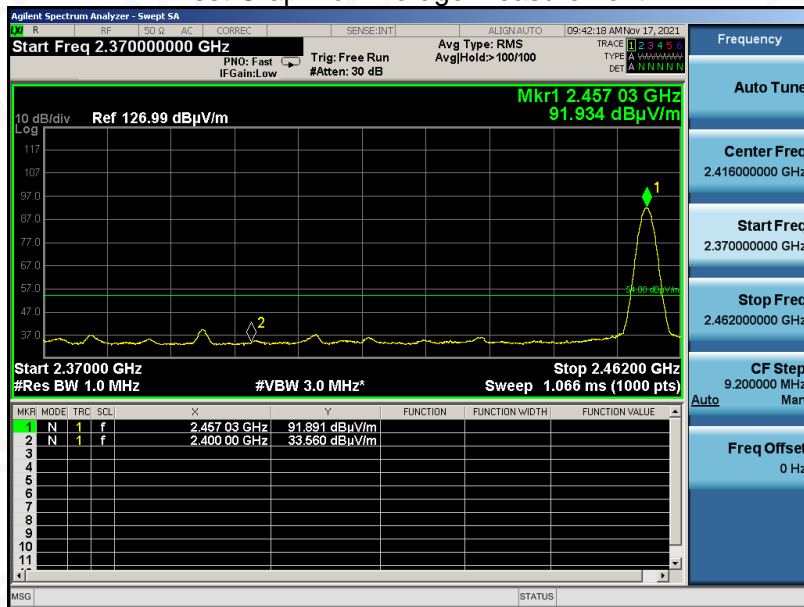 Agilent Spectrum Analyzer - Swept SA
LXI R RF 50 Ω AC CORREC SENSE:INT ALIGN AUTO 09:42:18 AM Nov 17, 2021
Start Freq 2.370000000 GHz
PNO: Fast
IFGain:Low
Trig: Free Run
#Atten: 30 dB
Avg Type: RMS
Avg|Hold:>100/100
TRACE 1 2 3 4 5 6
TYPE A WWWWW
DET A N N N N N
Mkr1 2.457 03 GHz
91.934 dBµV/m
10 dB/div Ref 126.99 dBµV/m
Log
117
107
97.0
87.0
77.0
67.0
57.0
47.0
37.0
1
2
54.00 dBµV/m
Start 2.37000 GHz Stop 2.46200 GHz
#Res BW 1.0 MHz #VBW 3.0 MHz* Sweep 1.066 ms (1000 pts)
MKR MODE TRC SCL X Y FUNCTION FUNCTION WIDTH FUNCTION VALUE
1 N 1 f 2.457 03 GHz 91.891 dBµV/m
2 N 1 f 2.400 00 GHz 33.560 dBµV/m
3
4
5
6
7
8
9
10
11
MSG STATUS
Frequency
Auto Tune
Center Freq
2.416000000 GHz
Start Freq
2.370000000 GHz
Stop Freq
2.462000000 GHz
CF Step
9.200000 MHz
Auto Man
Freq Offset
0 Hz